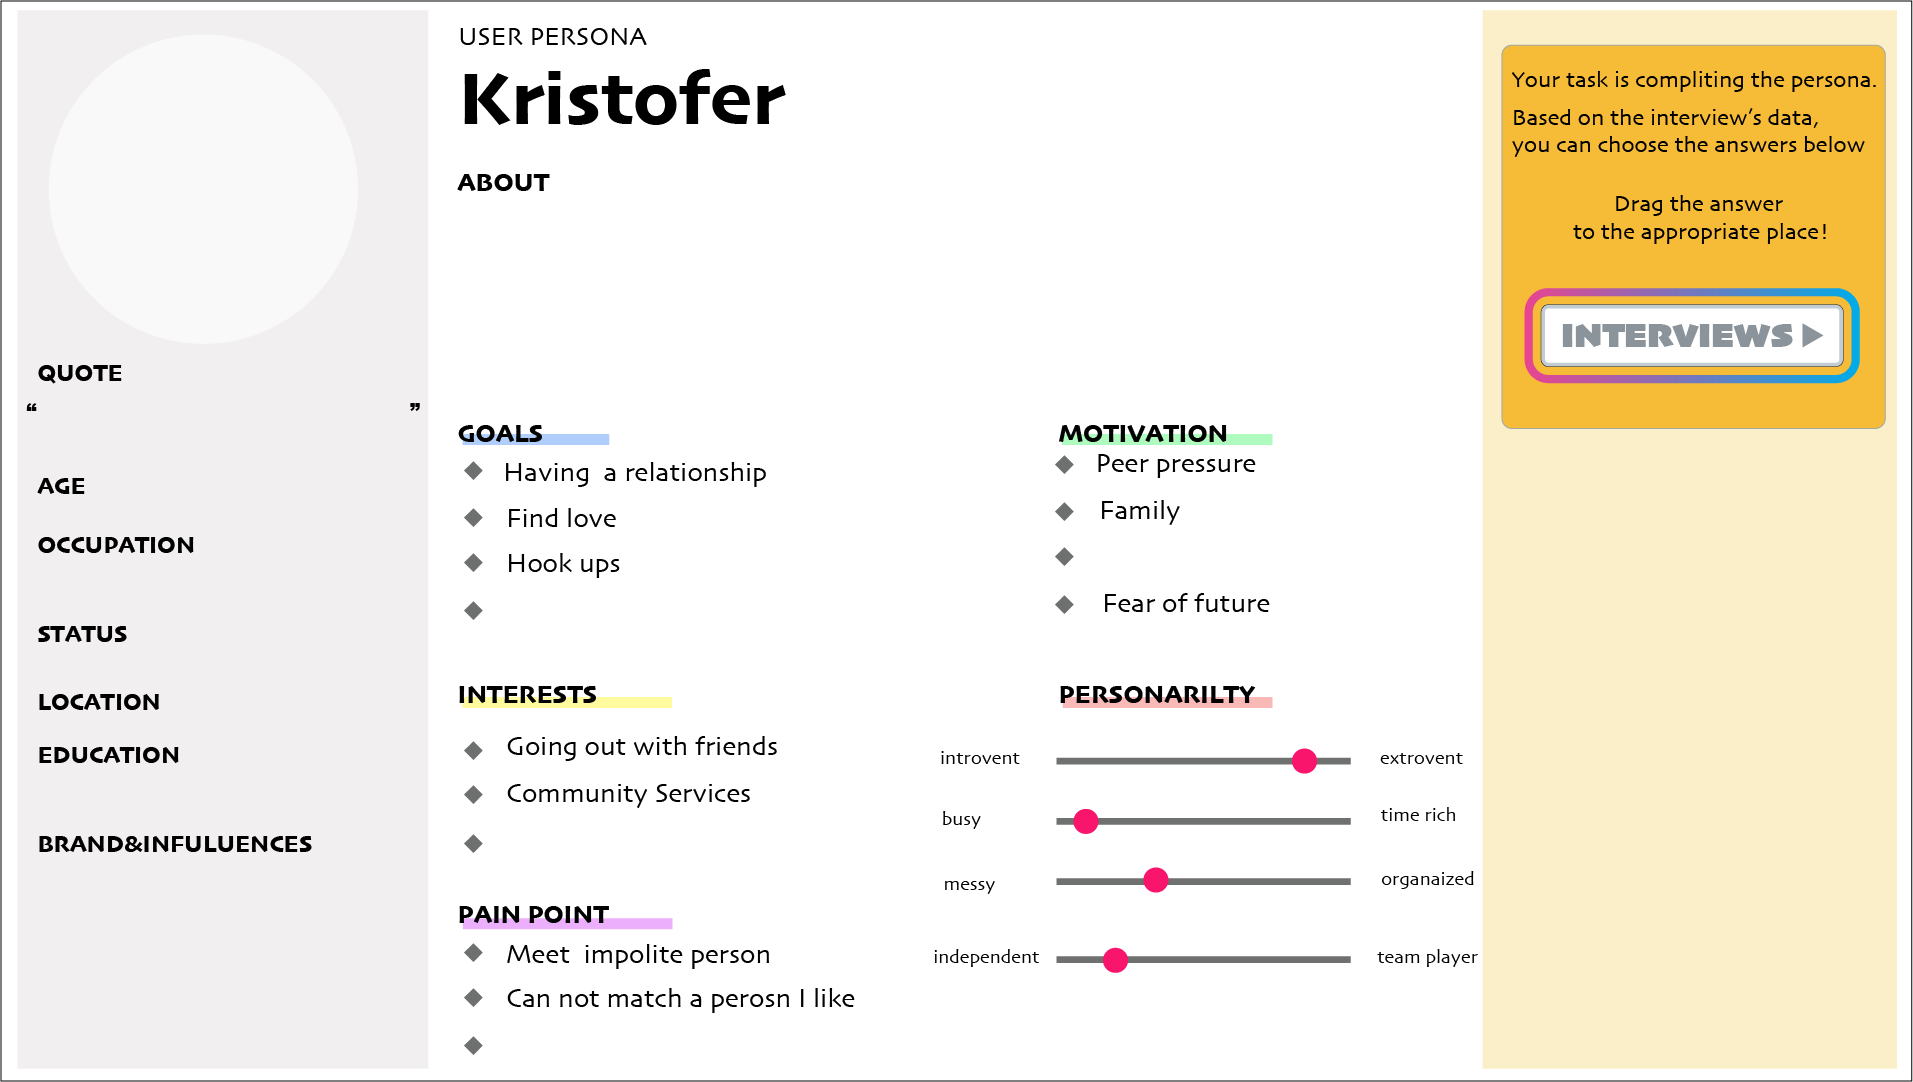 USER PERSONA
Kristofer
ABOUT
QUOTE
“ ”
AGE
OCCUPATION
STATUS
LOCATION
EDUCATION
BRAND&INFULUENCES
GOALS
Having a relationship
Find love
Hook ups
INTERESTS
Going out with friends
Community Services
PAIN POINT
Meet impolite person
Can not match a perosn I like
MOTIVATION
Peer pressure
Family
Fear of future
PERSONARILTY
introvent extrovent
busy time rich
messy organaized
independent team player
Your task is compliting the persona.
Based on the interview’s data,
you can choose the answers below
Drag the answer
to the appropriate place!
INTERVIEWS